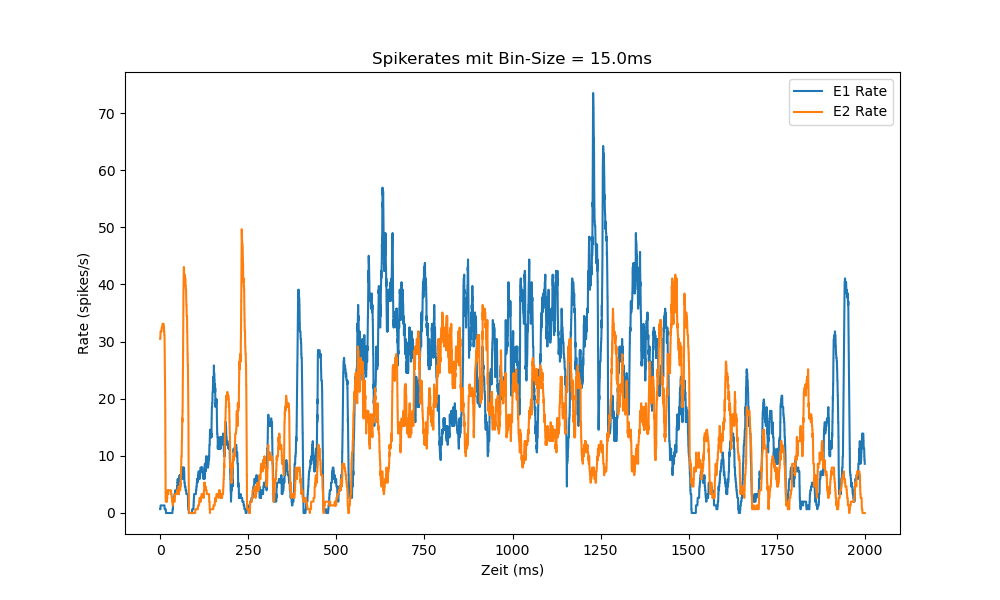 Spikerates mit Bin-Size = 15.0ms
E1 Rate
E2 Rate
Rate (spikes/s)
70
60
50
40
30
20
10
0
0 250 500 750 1000 1250 1500 1750 2000
Zeit (ms)